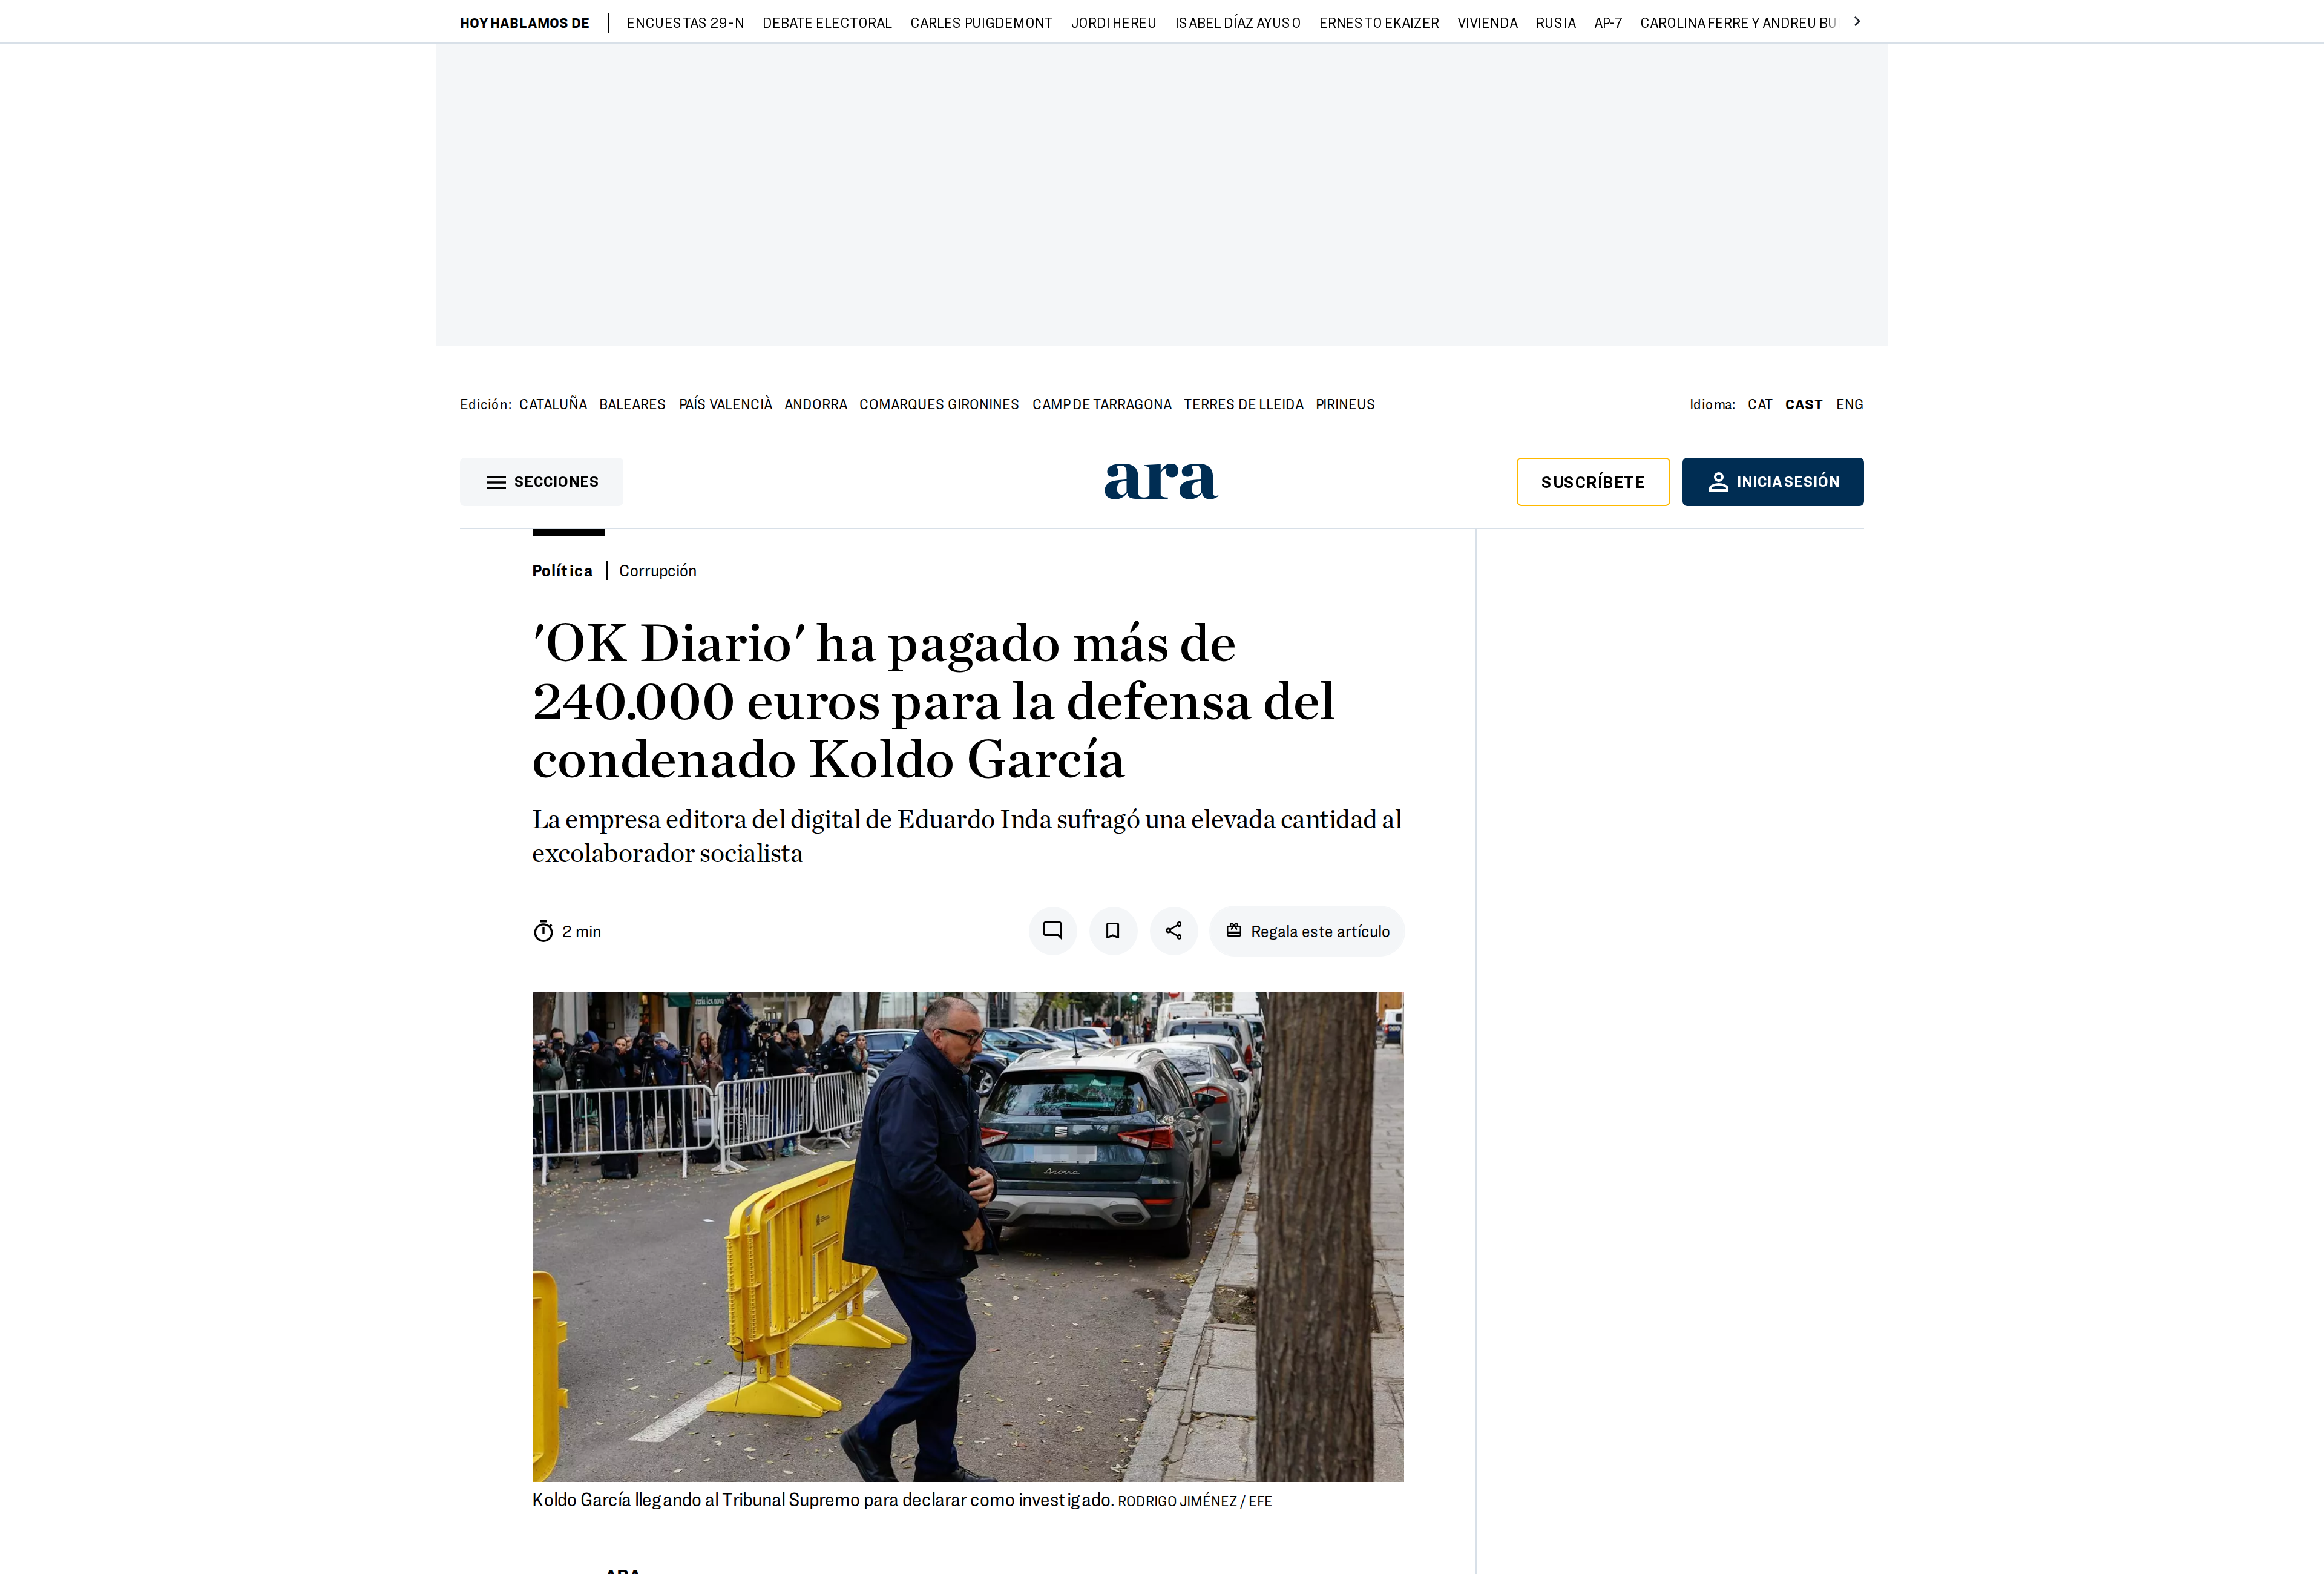 HOY HABLAMOS DE
ENCUESTAS 29-N DEBATE ELECTORAL CARLES PUIGDEMONT JORDI HEREU ISABEL DÍAZ AYUSO ERNESTO EKAIZER VIVIENDA RUSIA AP-7 CAROLINA FERRE Y ANDREU BU
Edición: CATALUÑA BALEARES PAÍS VALENCIÀ ANDORRA COMARQUES GIRONINES CAMP DE TARRAGONA TERRES DE LLEIDA PIRINEUS
Idioma: CAT CAST ENG
SECCIONES
ara
SUSCRÍBETE
INICIA SESIÓN
Política
Corrupción
'OK Diario' ha pagado más de
240.000 euros para la defensa del
condenado Koldo García
La empresa editora del digital de Eduardo Inda sufragó una elevada cantidad al
excolaborador socialista
2 min
Regala este artículo
Arona
Koldo García llegando al Tribunal Supremo para declarar como investigado. RODRIGO JIMÉNEZ / EFE
ARA